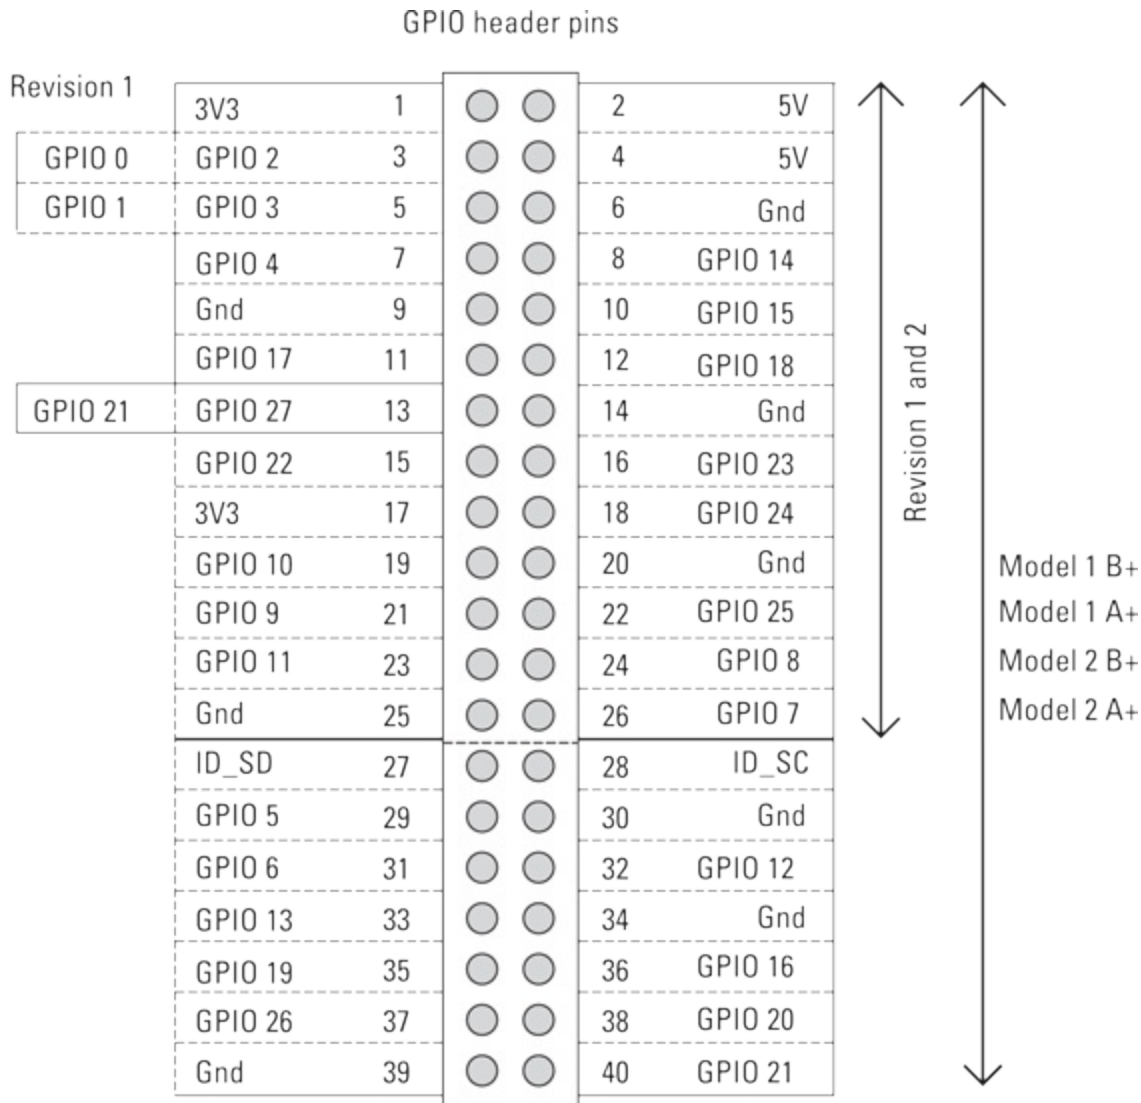 GPIO header pins
Revision 1
3V3 1 2 5V
GPIO 0 GPIO 2 3 4 5V
GPIO 1 GPIO 3 5 6 Gnd
GPIO 4 7 8 GPIO 14
Gnd 9 10 GPIO 15
GPIO 17 11 12 GPIO 18
GPIO 21 GPIO 27 13 14 Gnd
GPIO 22 15 16 GPIO 23
3V3 17 18 GPIO 24
GPIO 10 19 20 Gnd
GPIO 9 21 22 GPIO 25
GPIO 11 23 24 GPIO 8
Gnd 25 26 GPIO 7
ID_SD 27 28 ID_SC
GPIO 5 29 30 Gnd
GPIO 6 31 32 GPIO 12
GPIO 13 33 34 Gnd
GPIO 19 35 36 GPIO 16
GPIO 26 37 38 GPIO 20
Gnd 39 40 GPIO 21
Revision 1 and 2
Model 1 B+
Model 1 A+
Model 2 B+
Model 2 A+